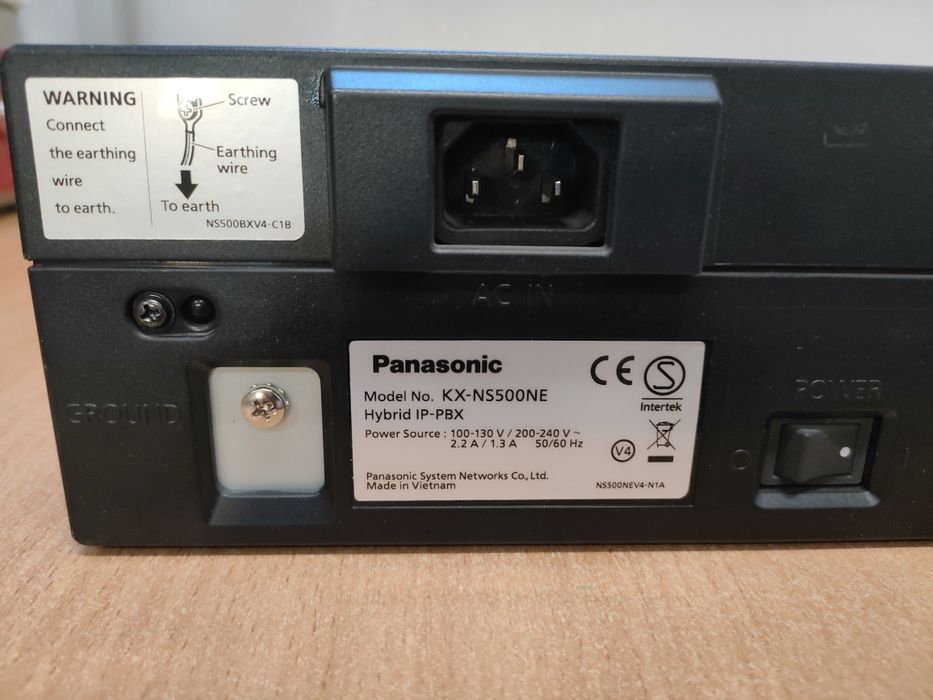 WARNING
Connect
the earthing
wire
to earth.
Screw
Earthing
wire
To earth
NS500BXV4-C1B
AC IN
GROUND
Panasonic
Model No. KX-NS500NE
Hybrid IP-PBX
Power Source : 100-130 V / 200-240 V ~
2.2 A / 1.3 A 50/60 Hz
Panasonic System Networks Co., Ltd.
Made in Vietnam
CE
S
Intertek
V4
NS500NEV4-N1A
POWER
O